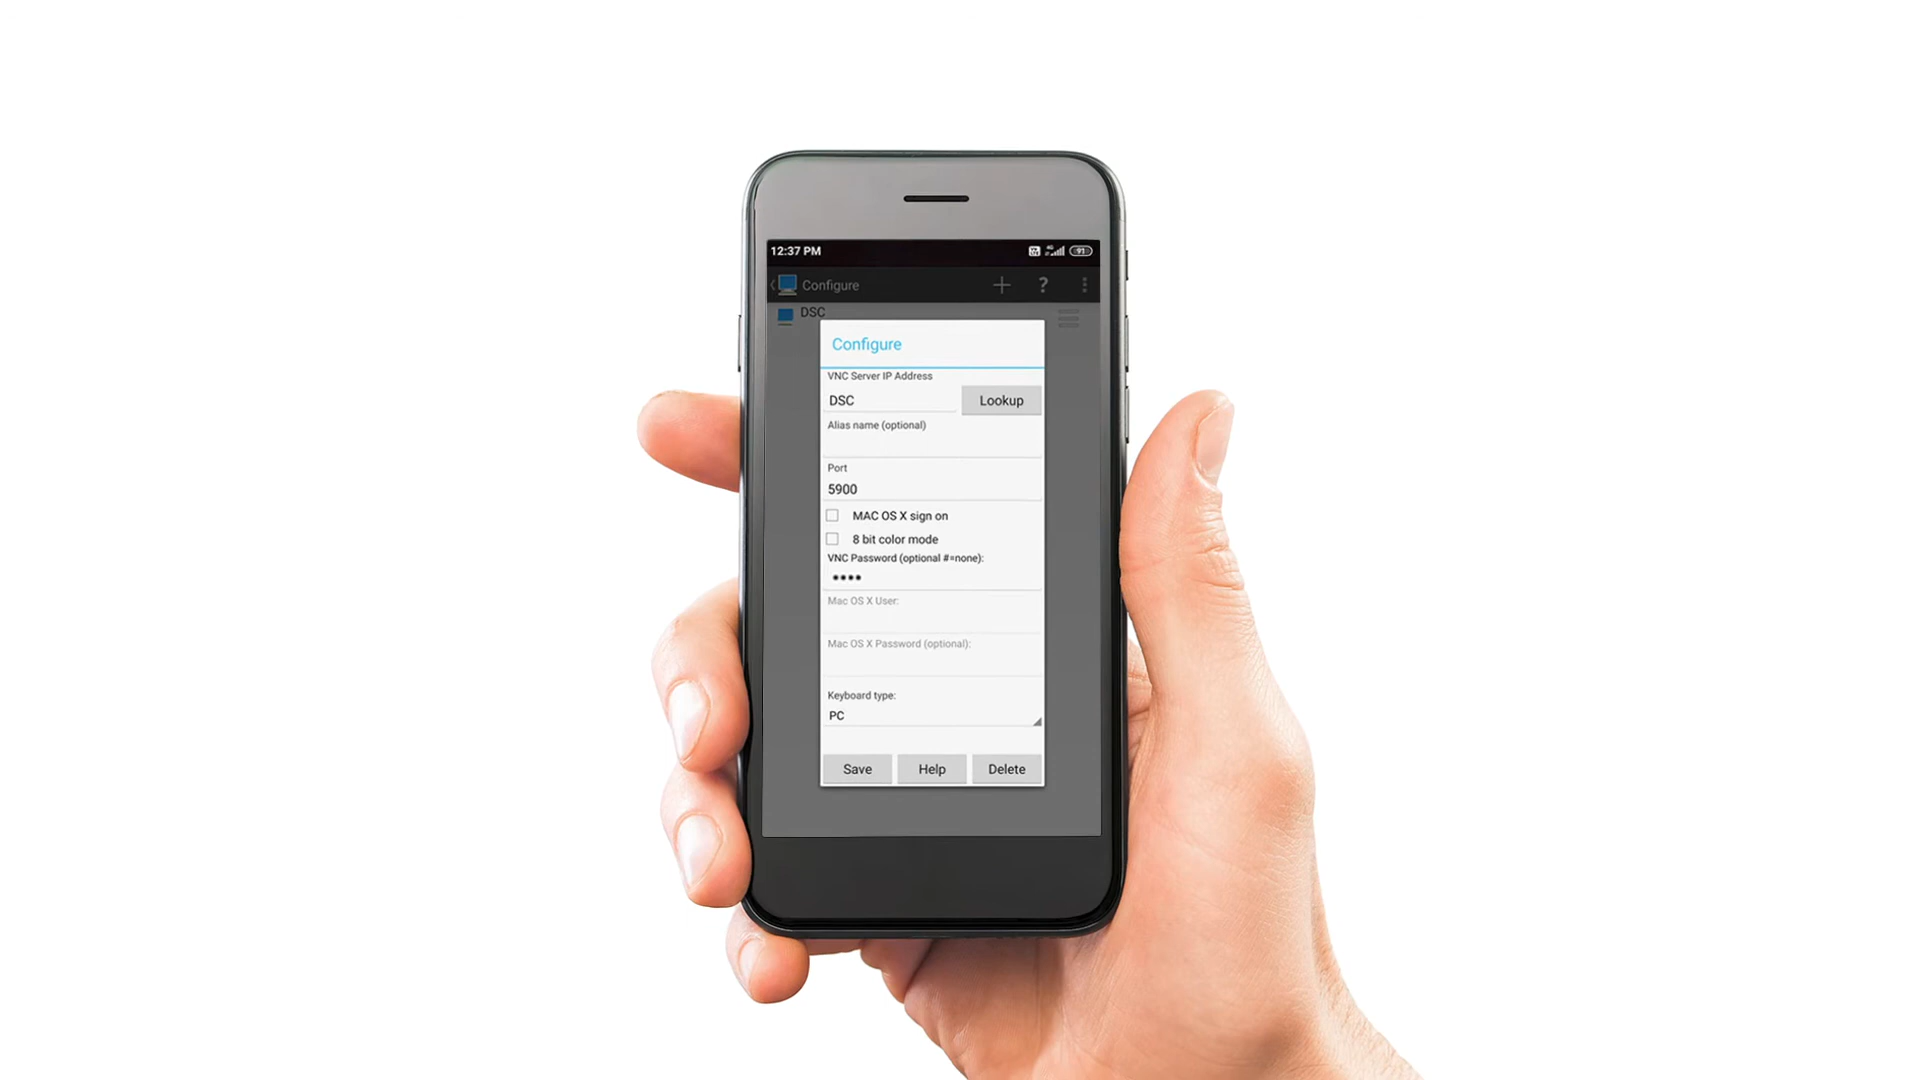 12:37 PM
4G
91
Configure
?
DSC
Configure
VNC Server IP Address
DSC
Lookup
Alias name (optional)
Port
5900
MAC OS X sign on
8 bit color mode
VNC Password (optional #=none):
••••
Mac OS X User:
Mac OS X Password (optional):
Keyboard type:
PC
Save
Help
Delete